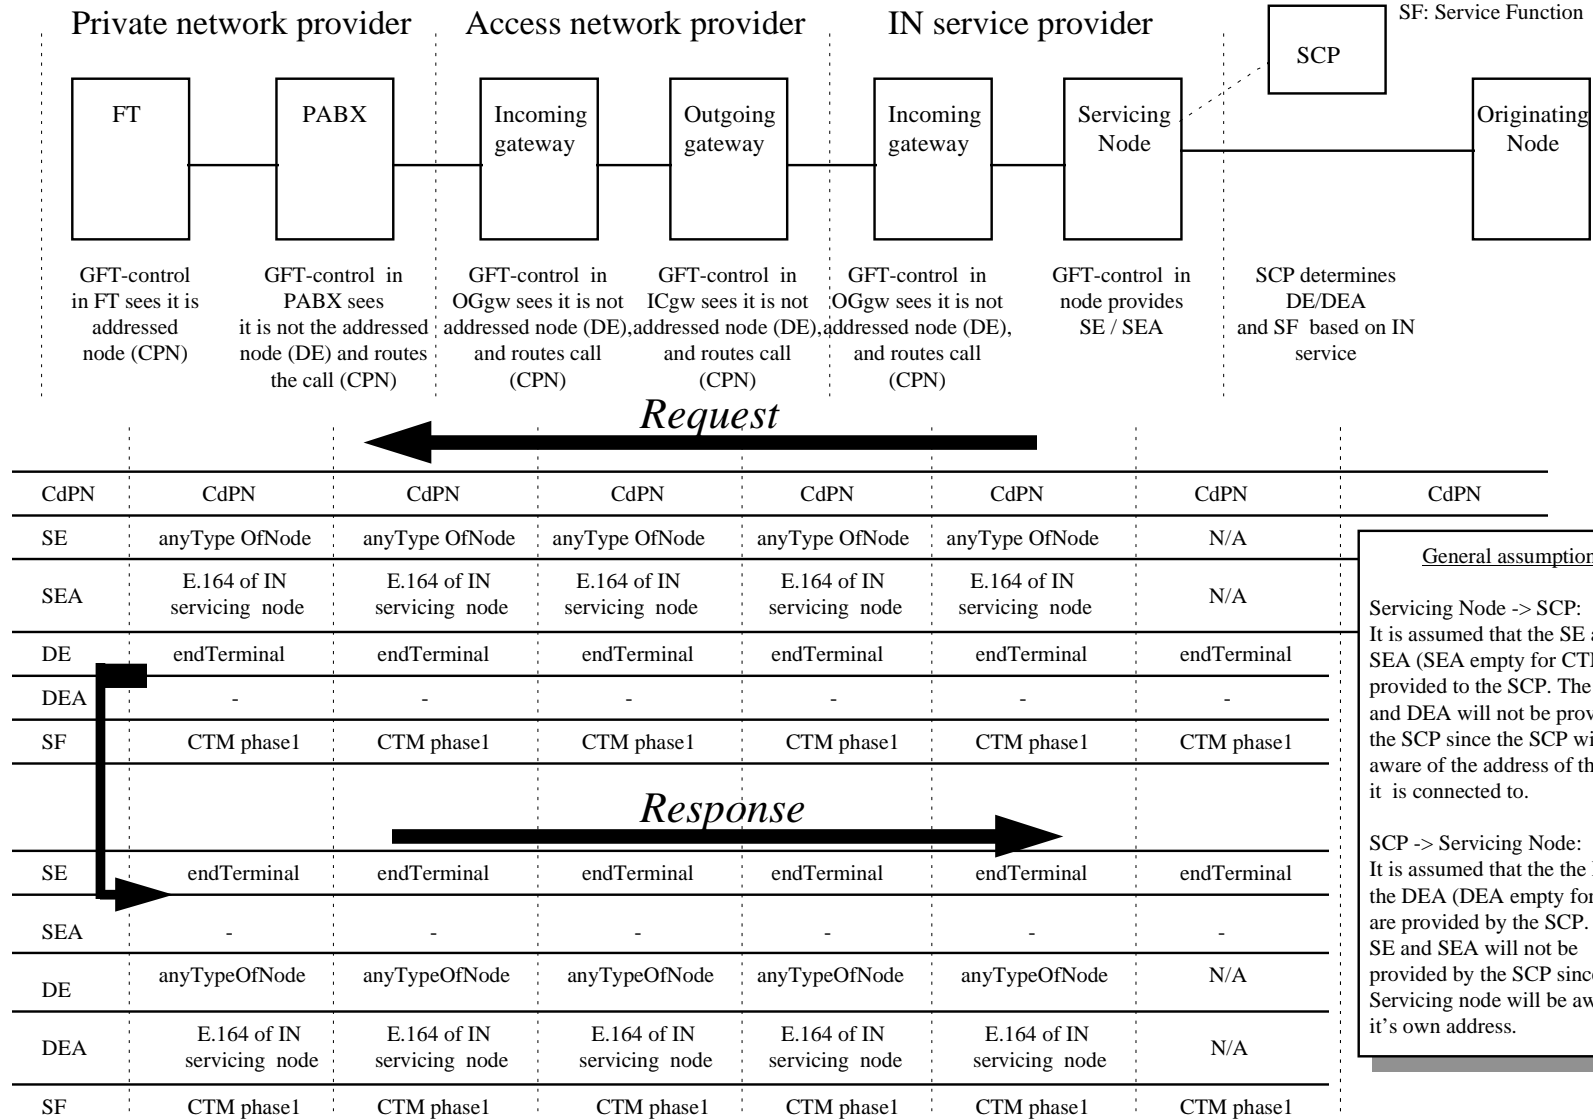 Private network provider Access network provider IN service provider SF: Service Function
SCP
FT PABX Incoming gateway Outgoing gateway Incoming gateway Servicing Node Originating Node
GFT-control
in FT sees it is
addressed
node (CPN)
GFT-control in
PABX sees
it is not the addressed
node (DE) and routes
the call (CPN)
GFT-control in
OGgw sees it is not
addressed node (DE),
and routes call
(CPN)
GFT-control in
ICgw sees it is not
addressed node (DE),
and routes call
(CPN)
GFT-control in
OGgw sees it is not
addressed node (DE),
and routes call
(CPN)
GFT-control in
node provides
SE / SEA
SCP determines
DE/DEA
and SF based on IN
service
Request
CdPN CdPN CdPN CdPN CdPN CdPN CdPN CdPN
SE anyType OfNode anyType OfNode anyType OfNode anyType OfNode anyType OfNode N/A
SEA E.164 of IN servicing node E.164 of IN servicing node E.164 of IN servicing node E.164 of IN servicing node E.164 of IN servicing node N/A
DE endTerminal endTerminal endTerminal endTerminal endTerminal endTerminal
DEA - - - - - -
SF CTM phase1 CTM phase1 CTM phase1 CTM phase1 CTM phase1 CTM phase1
Response
SE endTerminal endTerminal endTerminal endTerminal endTerminal endTerminal
SEA - - - - - -
DE anyTypeOfNode anyTypeOfNode anyTypeOfNode anyTypeOfNode anyTypeOfNode N/A
DEA E.164 of IN servicing node E.164 of IN servicing node E.164 of IN servicing node E.164 of IN servicing node E.164 of IN servicing node N/A
SF CTM phase1 CTM phase1 CTM phase1 CTM phase1 CTM phase1 CTM phase1
General assumption
Servicing Node -> SCP:
It is assumed that the SE
SEA (SEA empty for
provided to the SCP. The
and DEA will not be
the SCP since the SCP
aware of the address of
it is connected to.
SCP -> Servicing Node:
It is assumed that the the
the DEA (DEA empty for
are provided by the SCP.
SE and SEA will not be
provided by the SCP
Servicing node will be
it's own address.